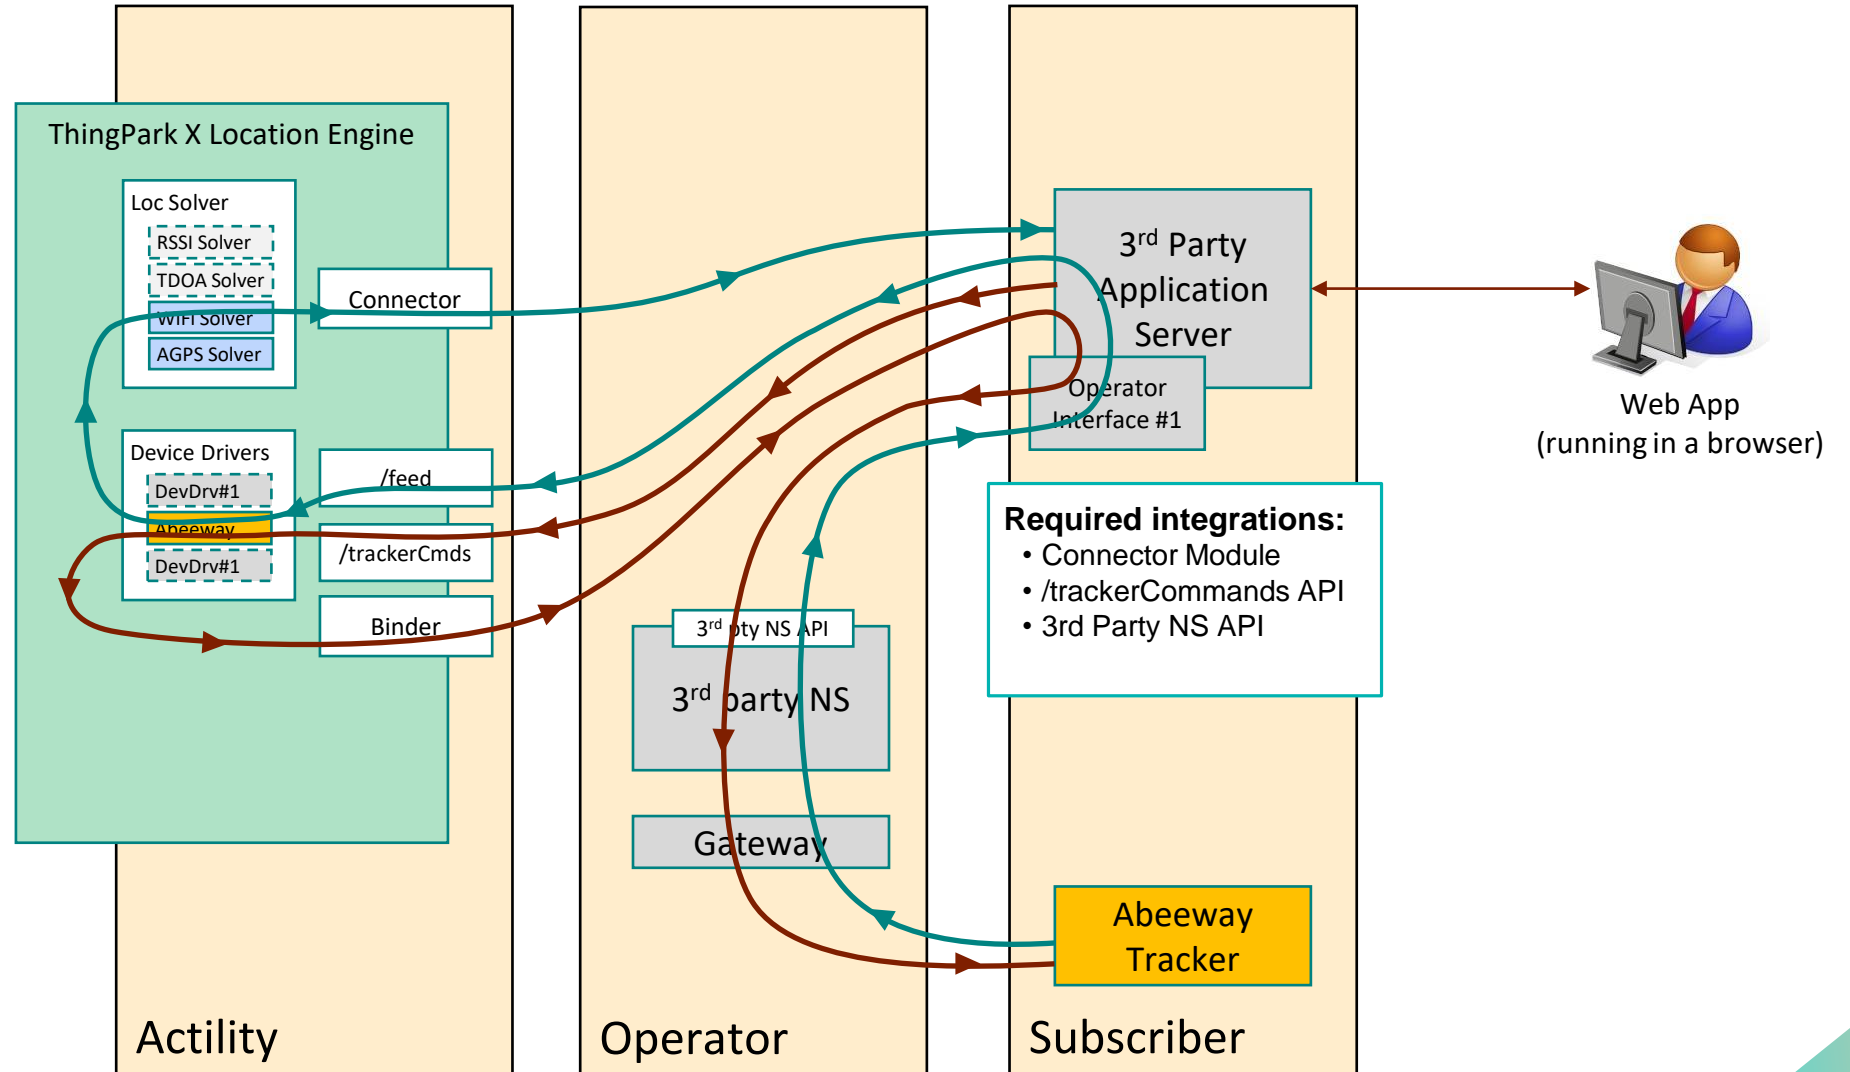 ThingPark X Location Engine
Loc Solver
RSSI Solver
TDOA Solver
WIFI Solver
AGPS Solver
Connector
Device Drivers
DevDrv#1
Abeeway
DevDrv#1
/feed
/trackerCmds
Binder
Actility
3rd pty NS API
3rd party NS
Gateway
Operator
3rd Party
Application
Server
Operator
Interface #1
Required integrations:
• Connector Module
• /trackerCommands API
• 3rd Party NS API
Abeeway
Tracker
Subscriber
Web App
(running in a browser)